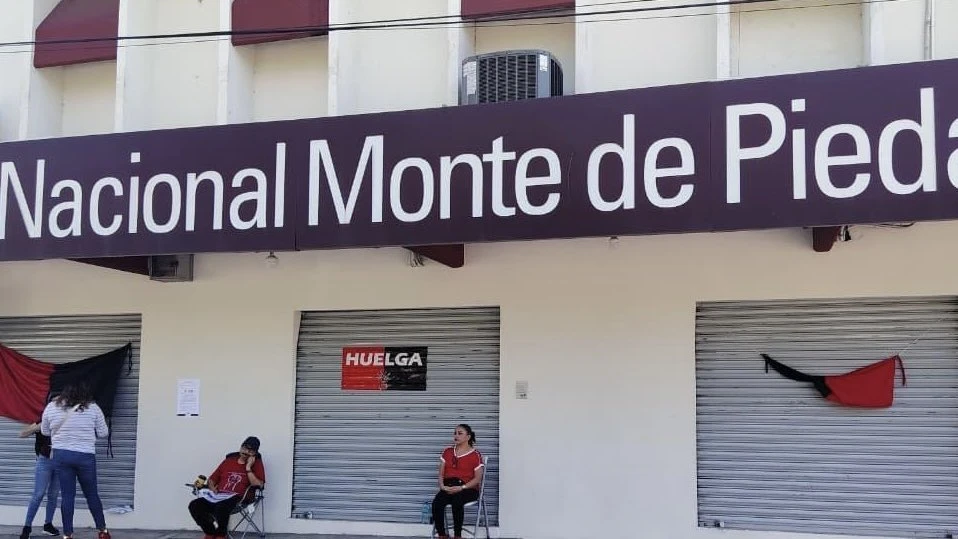 Nacional Monte de Pieda
HUELGA